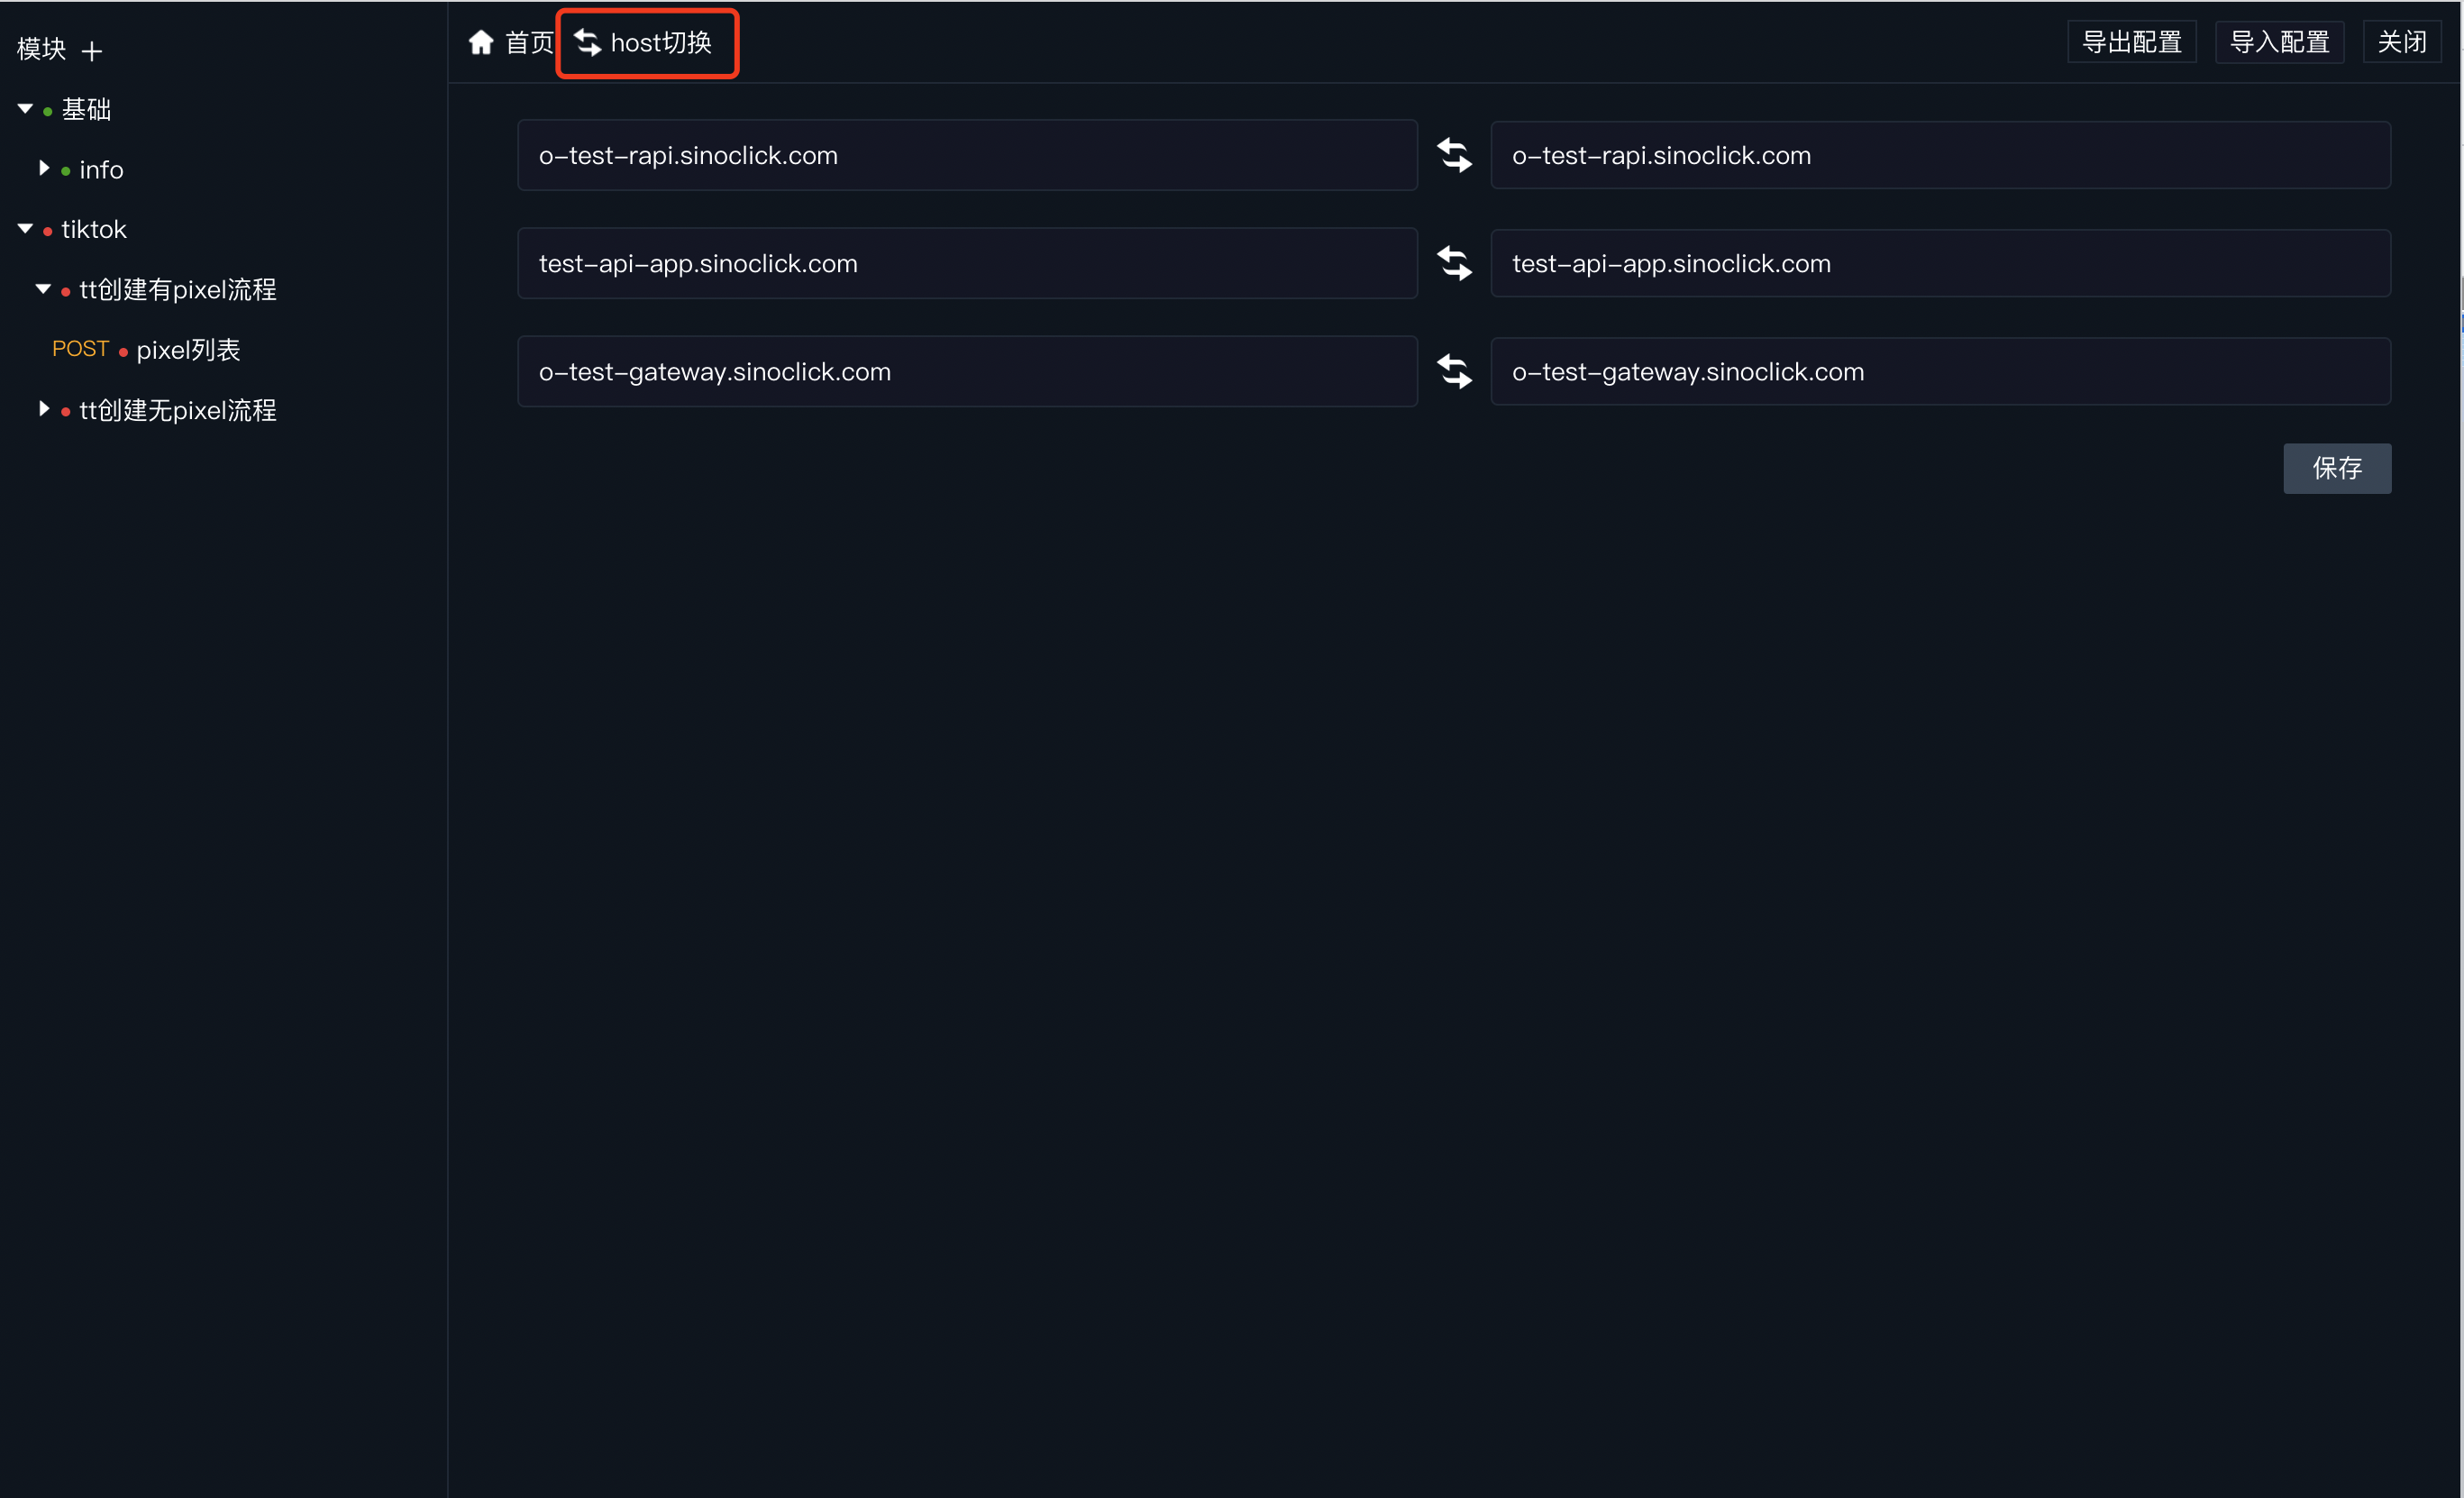 模块
首页 host切换 导出配置 导入配置 关闭
基础
info
tiktok
tt创建有pixel流程
POST pixel列表
tt创建无pixel流程
o-test-rapi.sinoclick.com o-test-rapi.sinoclick.com
test-api-app.sinoclick.com test-api-app.sinoclick.com
o-test-gateway.sinoclick.com o-test-gateway.sinoclick.com
保存